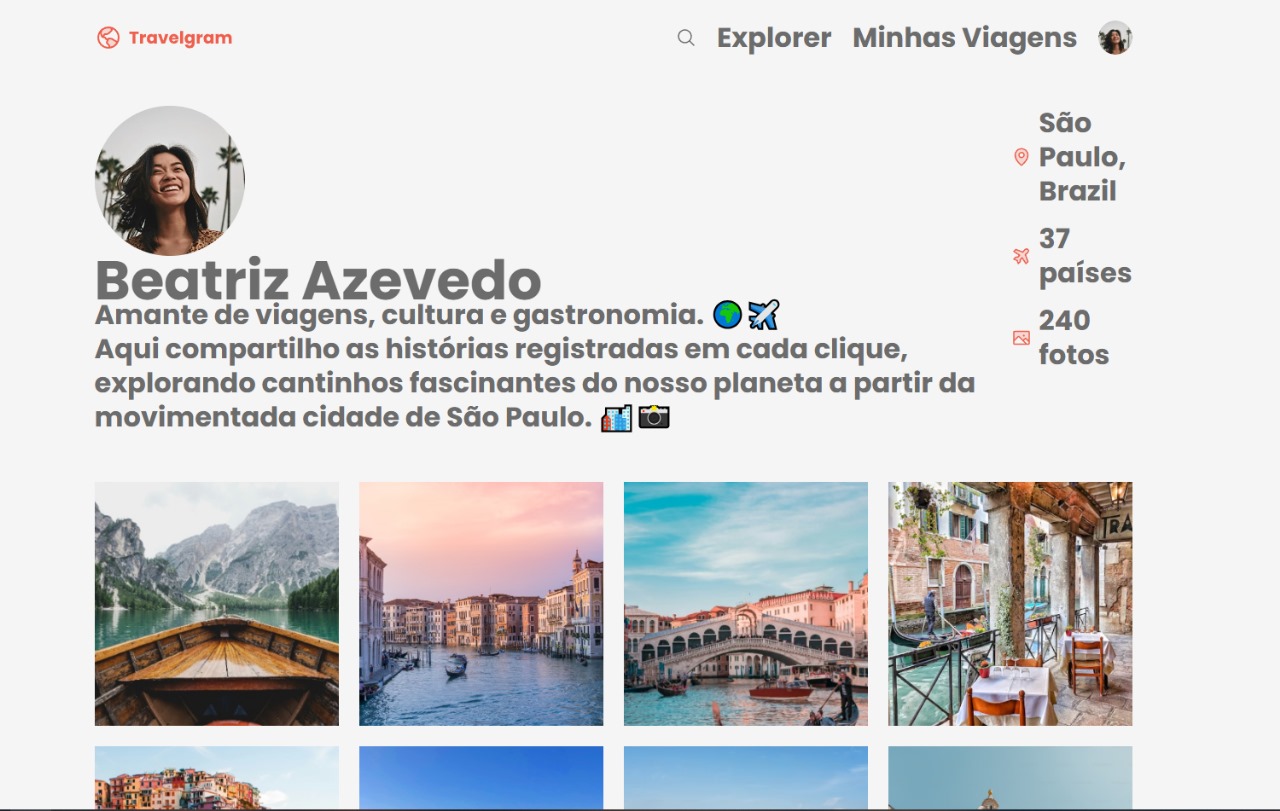 Travelgram
Explorer
Minhas Viagens
Beatriz Azevedo
Amante de viagens, cultura e gastronomia. 🌍✈️
Aqui compartilho as histórias registradas em cada clique,
explorando cantinhos fascinantes do nosso planeta a partir da
movimentada cidade de São Paulo. 🏙️📷
São
Paulo,
Brazil
37
países
240
fotos
TRA